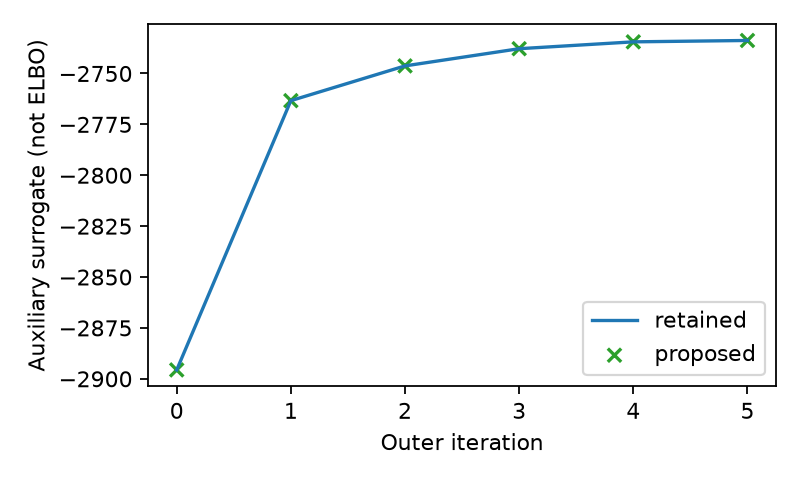 Auxiliary surrogate (not ELBO)
−2750
−2775
−2800
−2825
−2850
−2875
−2900
retained
proposed
0 1 2 3 4 5
Outer iteration